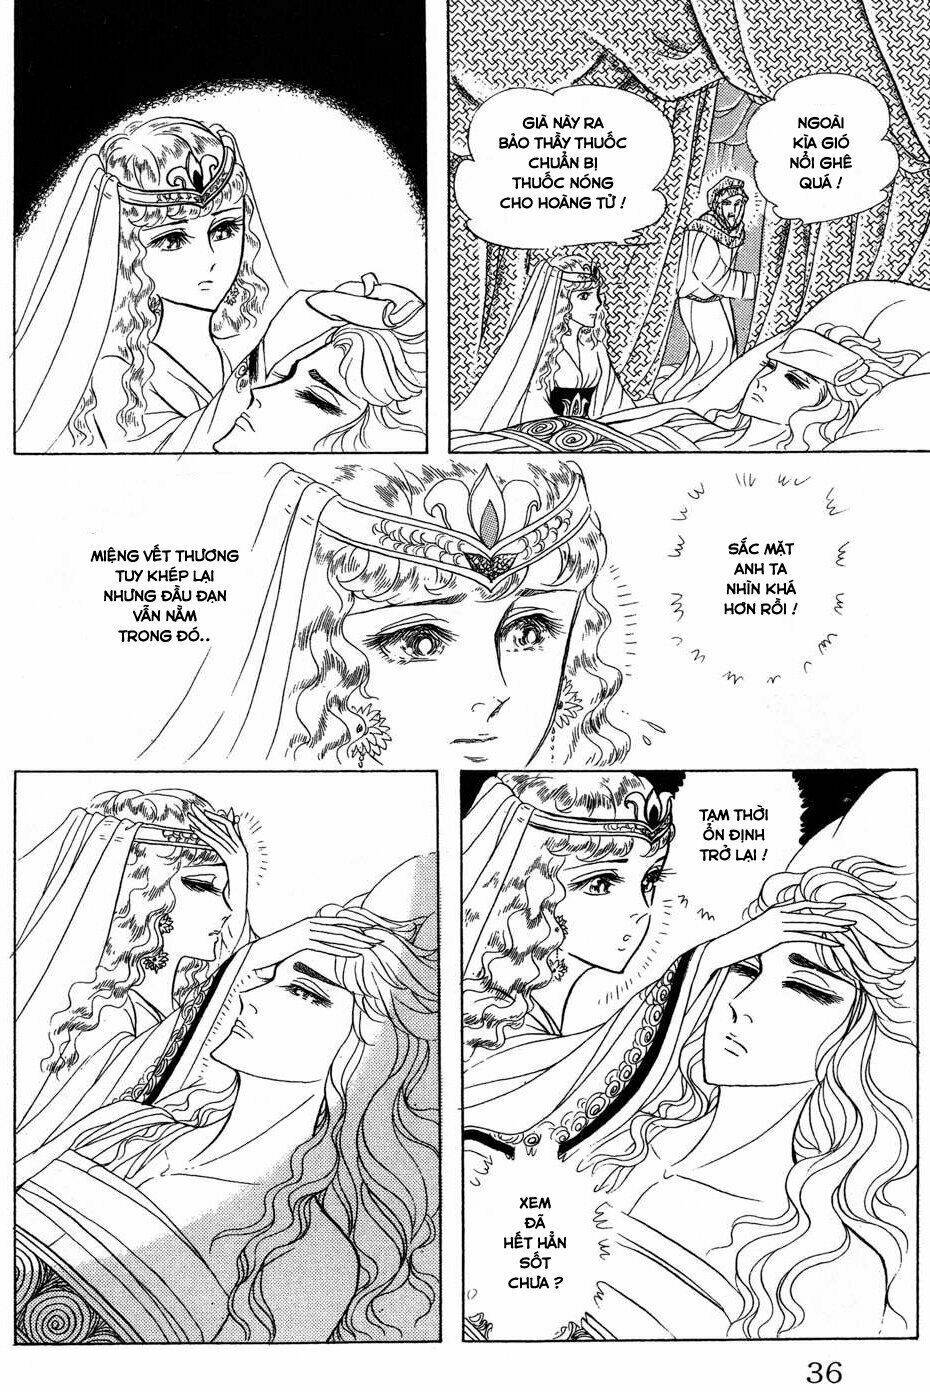 NGOÀI
KÌA GIÓ
NỔI GHÊ
QUÁ !
GIÀ NÀY RA
BẢO THẦY THUỐC
CHUẨN BỊ
THUỐC NÓNG
CHO HOÀNG TỬ !
SẮC MẶT
ANH TA
NHÌN KHÁ
HƠN RỒI !
MIỆNG VẾT THƯƠNG
TUY KHÉP LẠI
NHƯNG ĐẦU ĐẠN
VẪN NẰM
TRONG ĐÓ..
TẠM THỜI
ỔN ĐỊNH
TRỞ LẠI !
XEM
ĐÃ
HẾT HẲN
SỐT
CHƯA ?
36